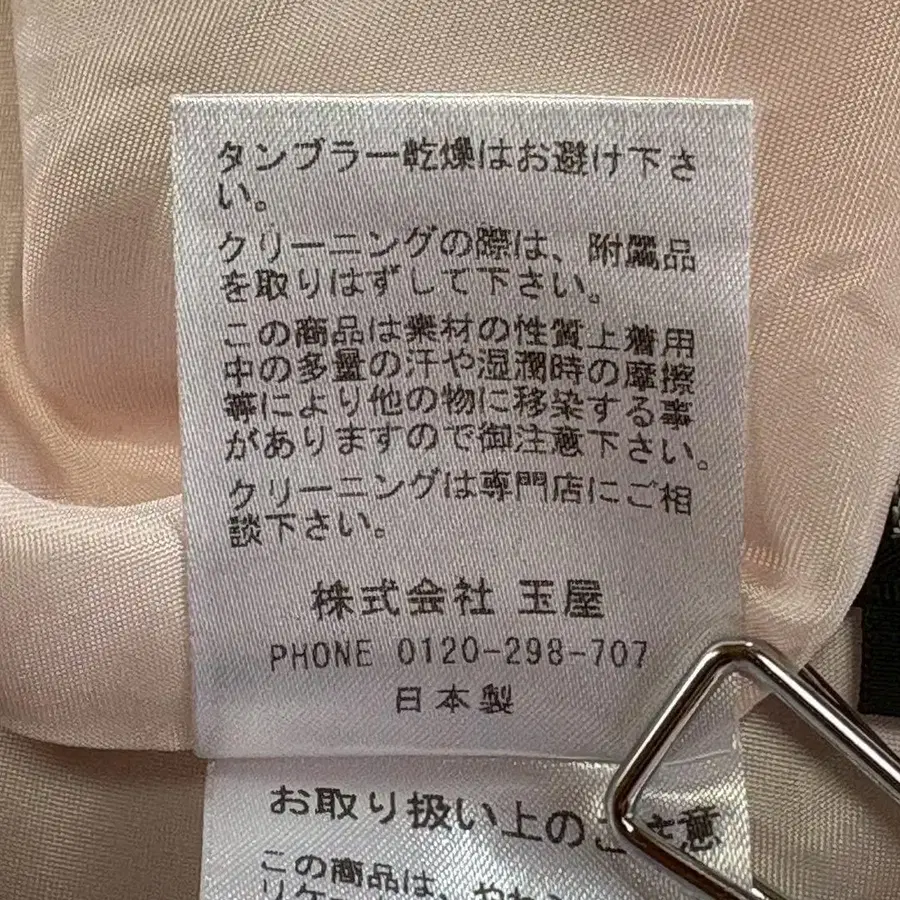 タンブラー乾燥はお避け下さ
い。
クリーニングの際は、附属品
を取りはずして下さい。
この商品は素材の性質上着用
中の多量の汗や湿潤時の摩擦
等により他の物に移染する事
がありますので御注意下さい。
クリーニングは専門店にご相
談下さい。
株式会社 玉屋
PHONE 0120-298-707
日本製
お取り扱い上のご注意
この商品は、やわら